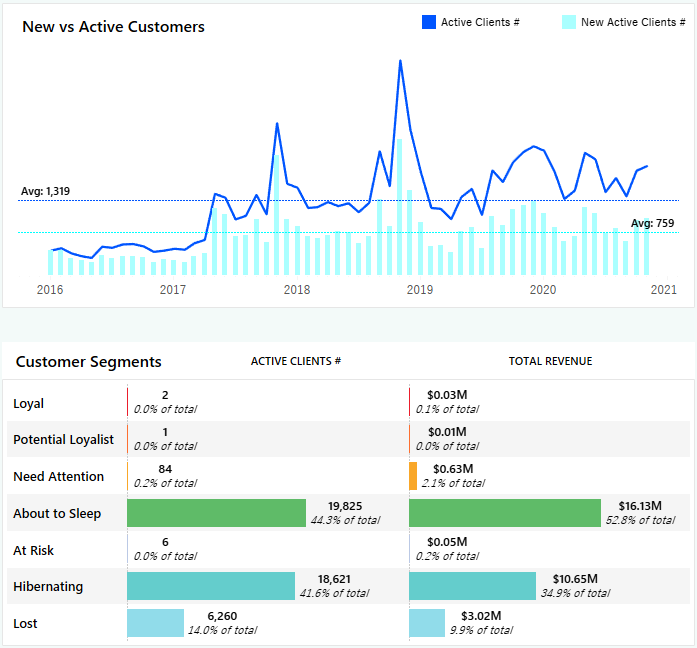 New vs Active Customers
Active Clients # New Active Clients #
Avg: 1,319
Avg: 759
2016 2017 2018 2019 2020 2021
Customer Segments ACTIVE CLIENTS # TOTAL REVENUE
Loyal 2 $0.03M
0.0% of total 0.1% of total
Potential Loyalist 1 $0.01M
0.0% of total 0.0% of total
Need Attention 84 $0.63M
0.2% of total 2.1% of total
About to Sleep 19,825 $16.13M
44.3% of total 52.8% of total
At Risk 6 $0.05M
0.0% of total 0.2% of total
Hibernating 18,621 $10.65M
41.6% of total 34.9% of total
Lost 6,260 $3.02M
14.0% of total 9.9% of total